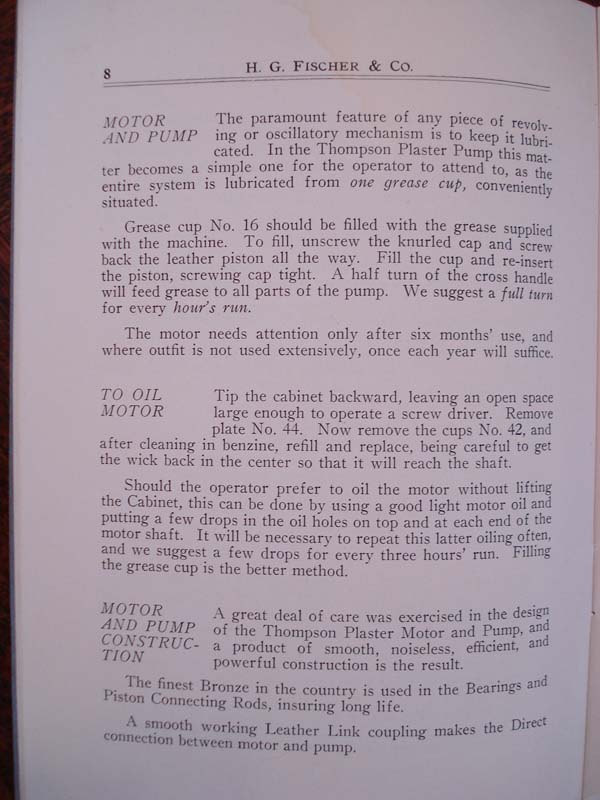 8
H. G. FISCHER & CO.
MOTOR
AND PUMP
The paramount feature of any piece of revolv-
ing or oscillatory mechanism is to keep it lubri-
cated. In the Thompson Plaster Pump this mat-
ter becomes a simple one for the operator to attend to, as the
entire system is lubricated from one grease cup, conveniently
situated.
Grease cup No. 16 should be filled with the grease supplied
with the machine. To fill, unscrew the knurled cap and screw
back the leather piston all the way. Fill the cup and re-insert
the piston, screwing cap tight. A half turn of the cross handle
will feed grease to all parts of the pump. We suggest a full turn
for every hour's run.
The motor needs attention only after six months' use, and
where outfit is not used extensively, once each year will suffice.
TO OIL
MOTOR
Tip the cabinet backward, leaving an open space
large enough to operate a screw driver. Remove
plate No. 44. Now remove the cups No. 42, and
after cleaning in benzine, refill and replace, being careful to get
the wick back in the center so that it will reach the shaft.
Should the operator prefer to oil the motor without lifting
the Cabinet, this can be done by using a good light motor oil and
putting a few drops in the oil holes on top and at each end of the
motor shaft. It will be necessary to repeat this latter oiling often,
and we suggest a few drops for every three hours' run. Filling
the grease cup is the better method.
MOTOR
AND PUMP
CONSTRUC-
TION
A great deal of care was exercised in the design
of the Thompson Plaster Motor and Pump, and
a product of smooth, noiseless, efficient, and
powerful construction is the result.
The finest Bronze in the country is used in the Bearings and
Piston Connecting Rods, insuring long life.
A smooth working Leather Link coupling makes the Direct
connection between motor and pump.